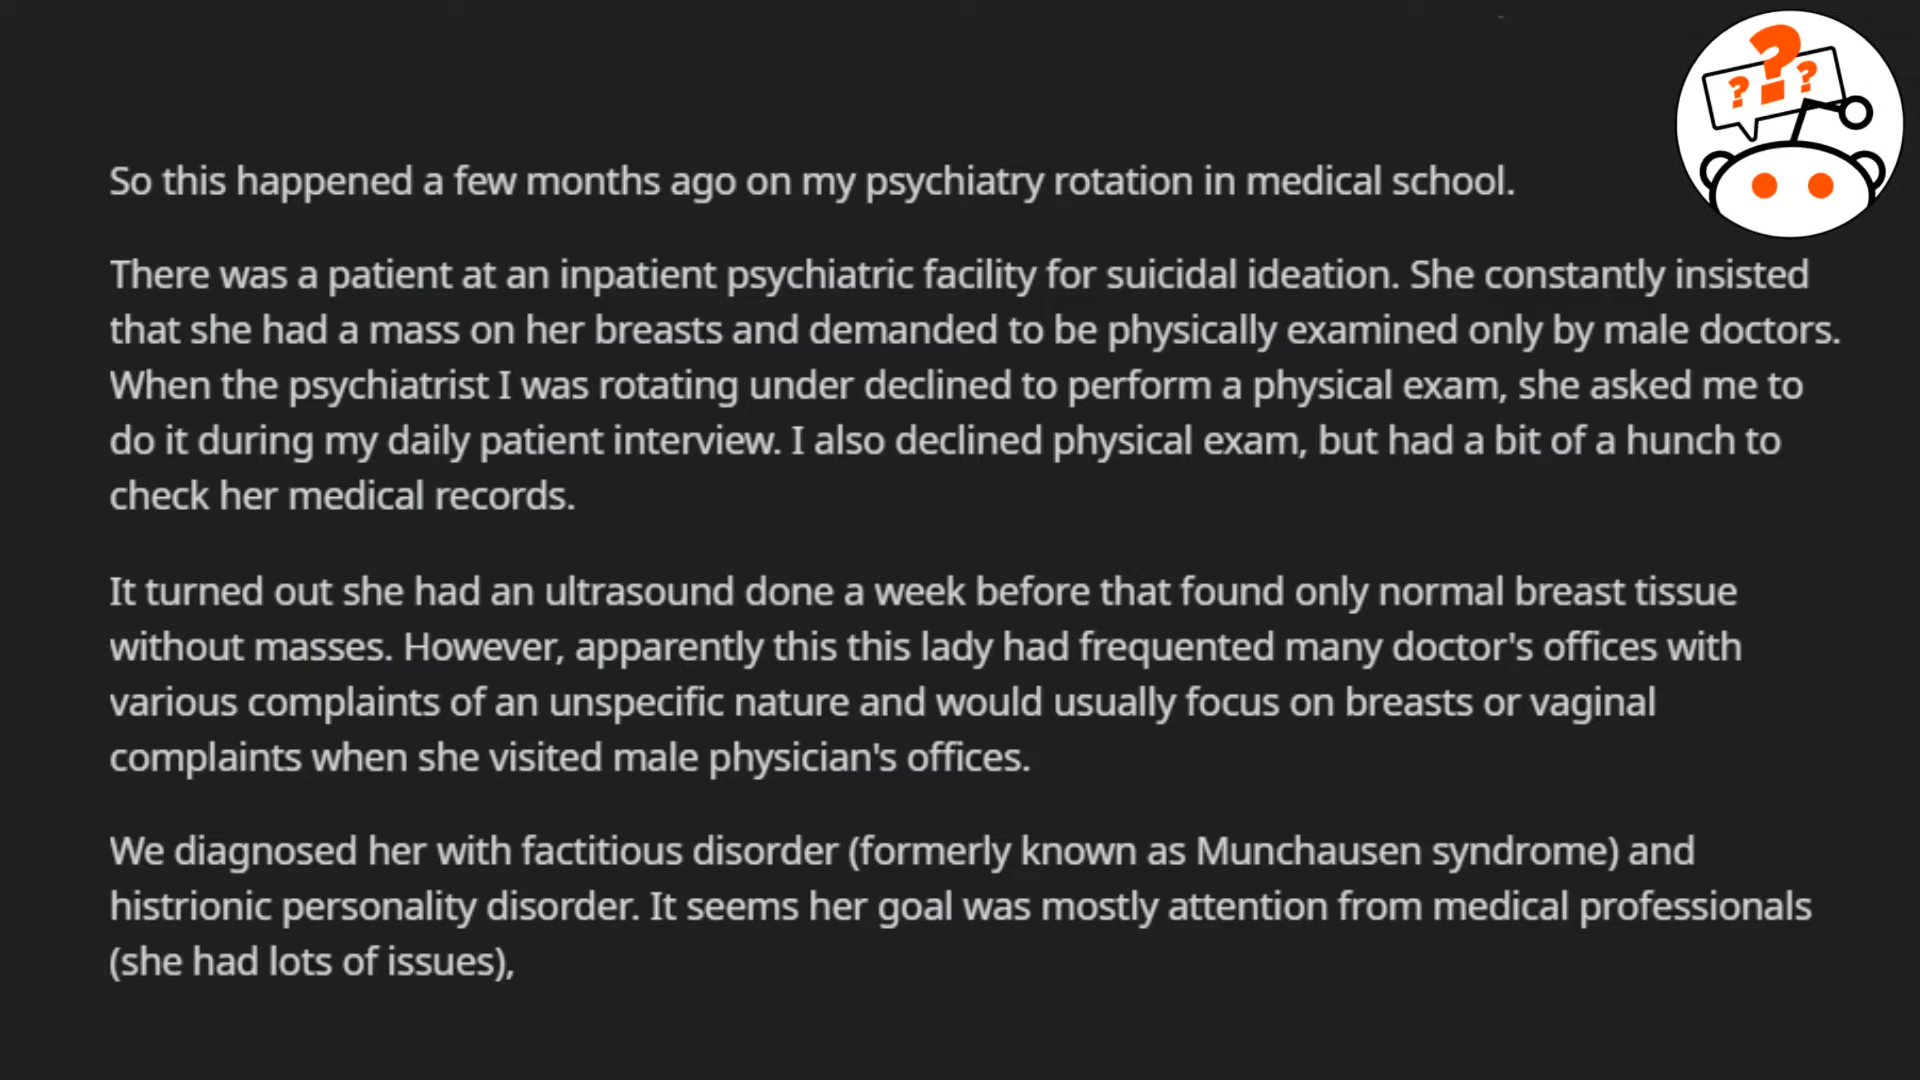 ? ? ?
So this happened a few months ago on my psychiatry rotation in medical school.
There was a patient at an inpatient psychiatric facility for suicidal ideation. She constantly insisted
that she had a mass on her breasts and demanded to be physically examined only by male doctors.
When the psychiatrist I was rotating under declined to perform a physical exam, she asked me to
do it during my daily patient interview. I also declined physical exam, but had a bit of a hunch to
check her medical records.
It turned out she had an ultrasound done a week before that found only normal breast tissue
without masses. However, apparently this this lady had frequented many doctor's offices with
various complaints of an unspecific nature and would usually focus on breasts or vaginal
complaints when she visited male physician's offices.
We diagnosed her with factitious disorder (formerly known as Munchausen syndrome) and
histrionic personality disorder. It seems her goal was mostly attention from medical professionals
(she had lots of issues),